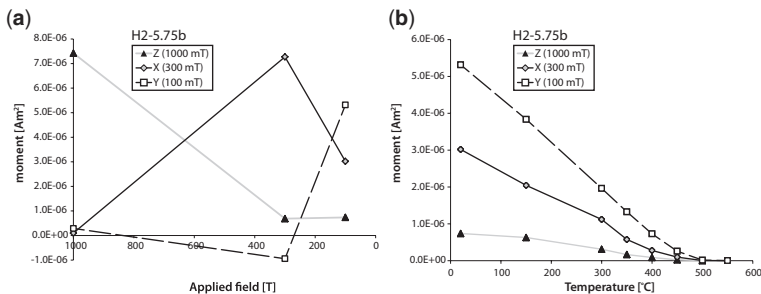 (a)
H2-5.75b
Z (1000 mT)
X (300 mT)
Y (100 mT)
moment [Am²]
8.0E-06
7.0E-06
6.0E-06
5.0E-06
4.0E-06
3.0E-06
2.0E-06
1.0E-06
0.0E+00
-1.0E-06
1000 800 600 400 200 0
Applied field [T]
(b)
H2-5.75b
Z (1000 mT)
X (300 mT)
Y (100 mT)
moment [Am²]
6.0E-06
5.0E-06
4.0E-06
3.0E-06
2.0E-06
1.0E-06
0.0E+00
0 100 200 300 400 500 600
Temperature [°C]